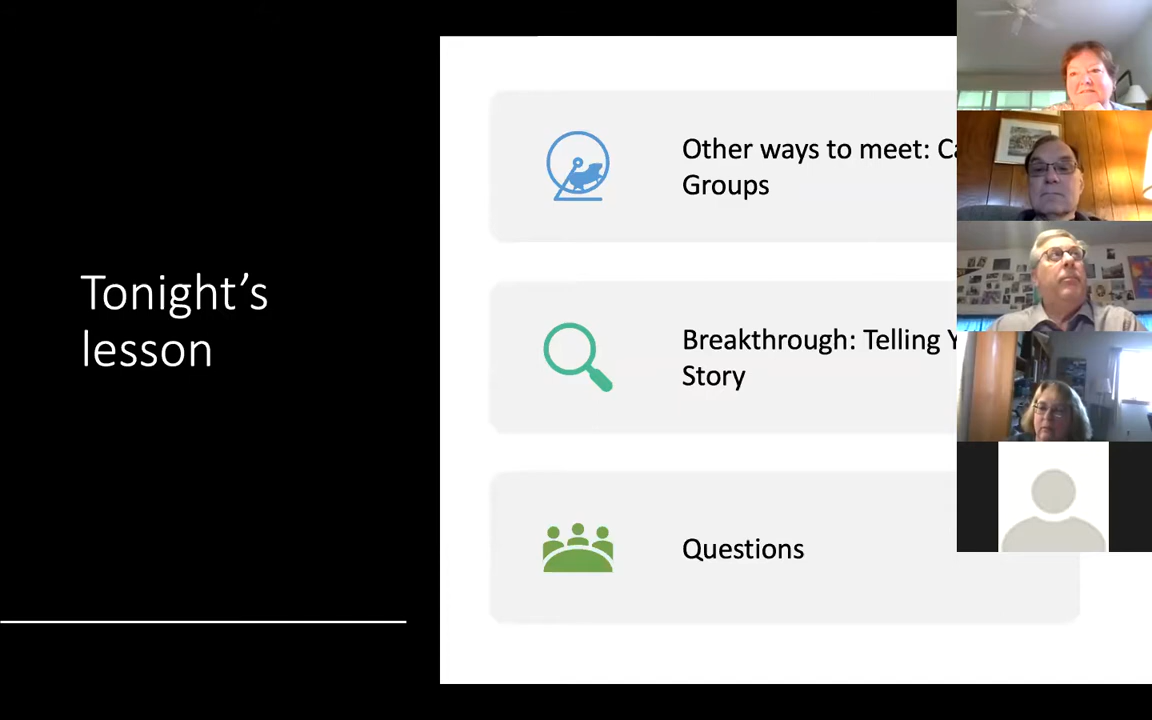 Tonight's
lesson
Other ways to meet:
Groups
Breakthrough: Telling
Story
Questions